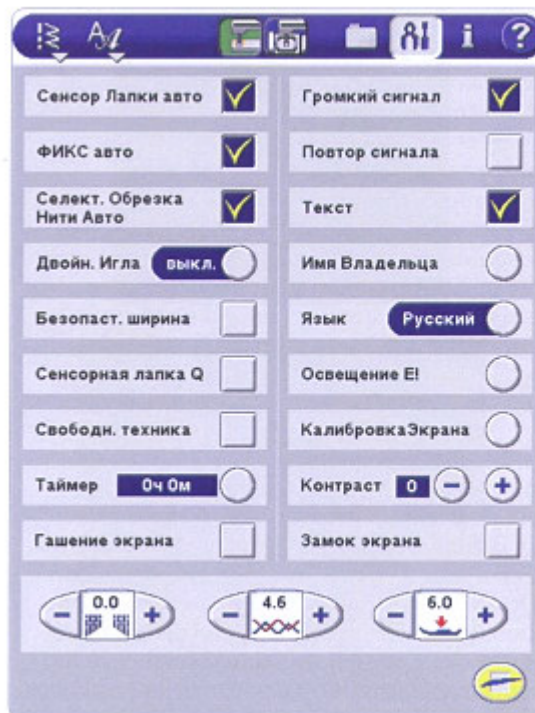 Сенсор Лапки авто
ФИКС авто
Селект. Обрезка
Нити Авто
Двойн. Игла выкл.
Безопаст. ширина
Сенсорная лапка Q
Свободн. техника
Таймер 0ч 0м
Гашение экрана
Громкий сигнал
Повтор сигнала
Текст
Имя Владельца
Язык Русский
Освещение Е!
КалибровкаЭкрана
Контраст 0 − +
Замок экрана
− 0.0 +
− 4.6 +
− 6.0 +